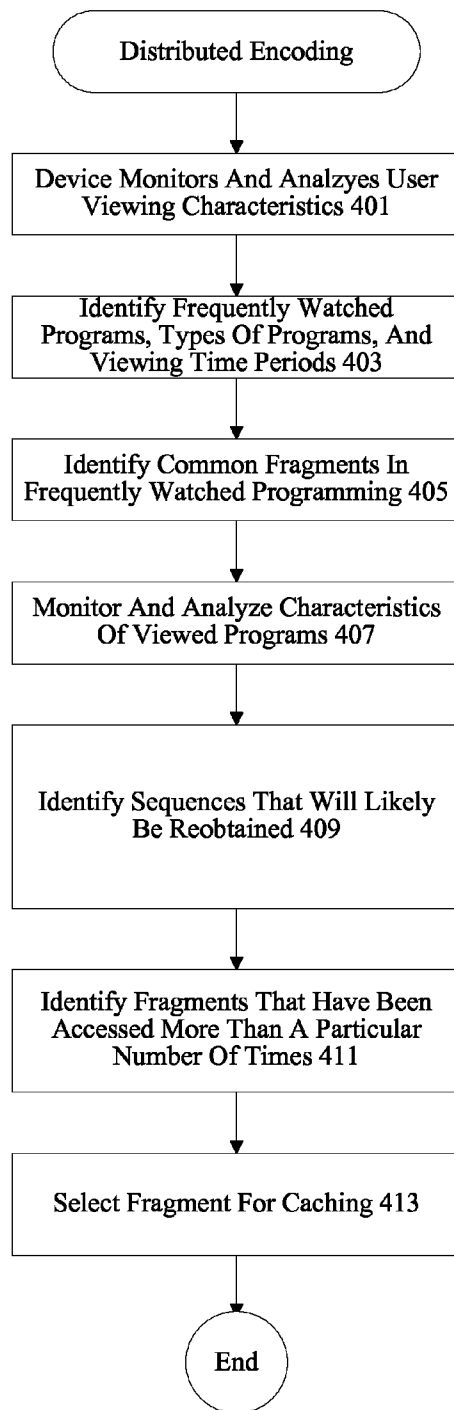 Distributed Encoding
Device Monitors And Analzyes User
Viewing Characteristics 401
Identify Frequently Watched
Programs, Types Of Programs, And
Viewing Time Periods 403
Identify Common Fragments In
Frequently Watched Programming 405
Monitor And Analyze Characteristics
Of Viewed Programs 407
Identify Sequences That Will Likely
Be Reobtained 409
Identify Fragments That Have Been
Accessed More Than A Particular
Number Of Times 411
Select Fragment For Caching 413
End